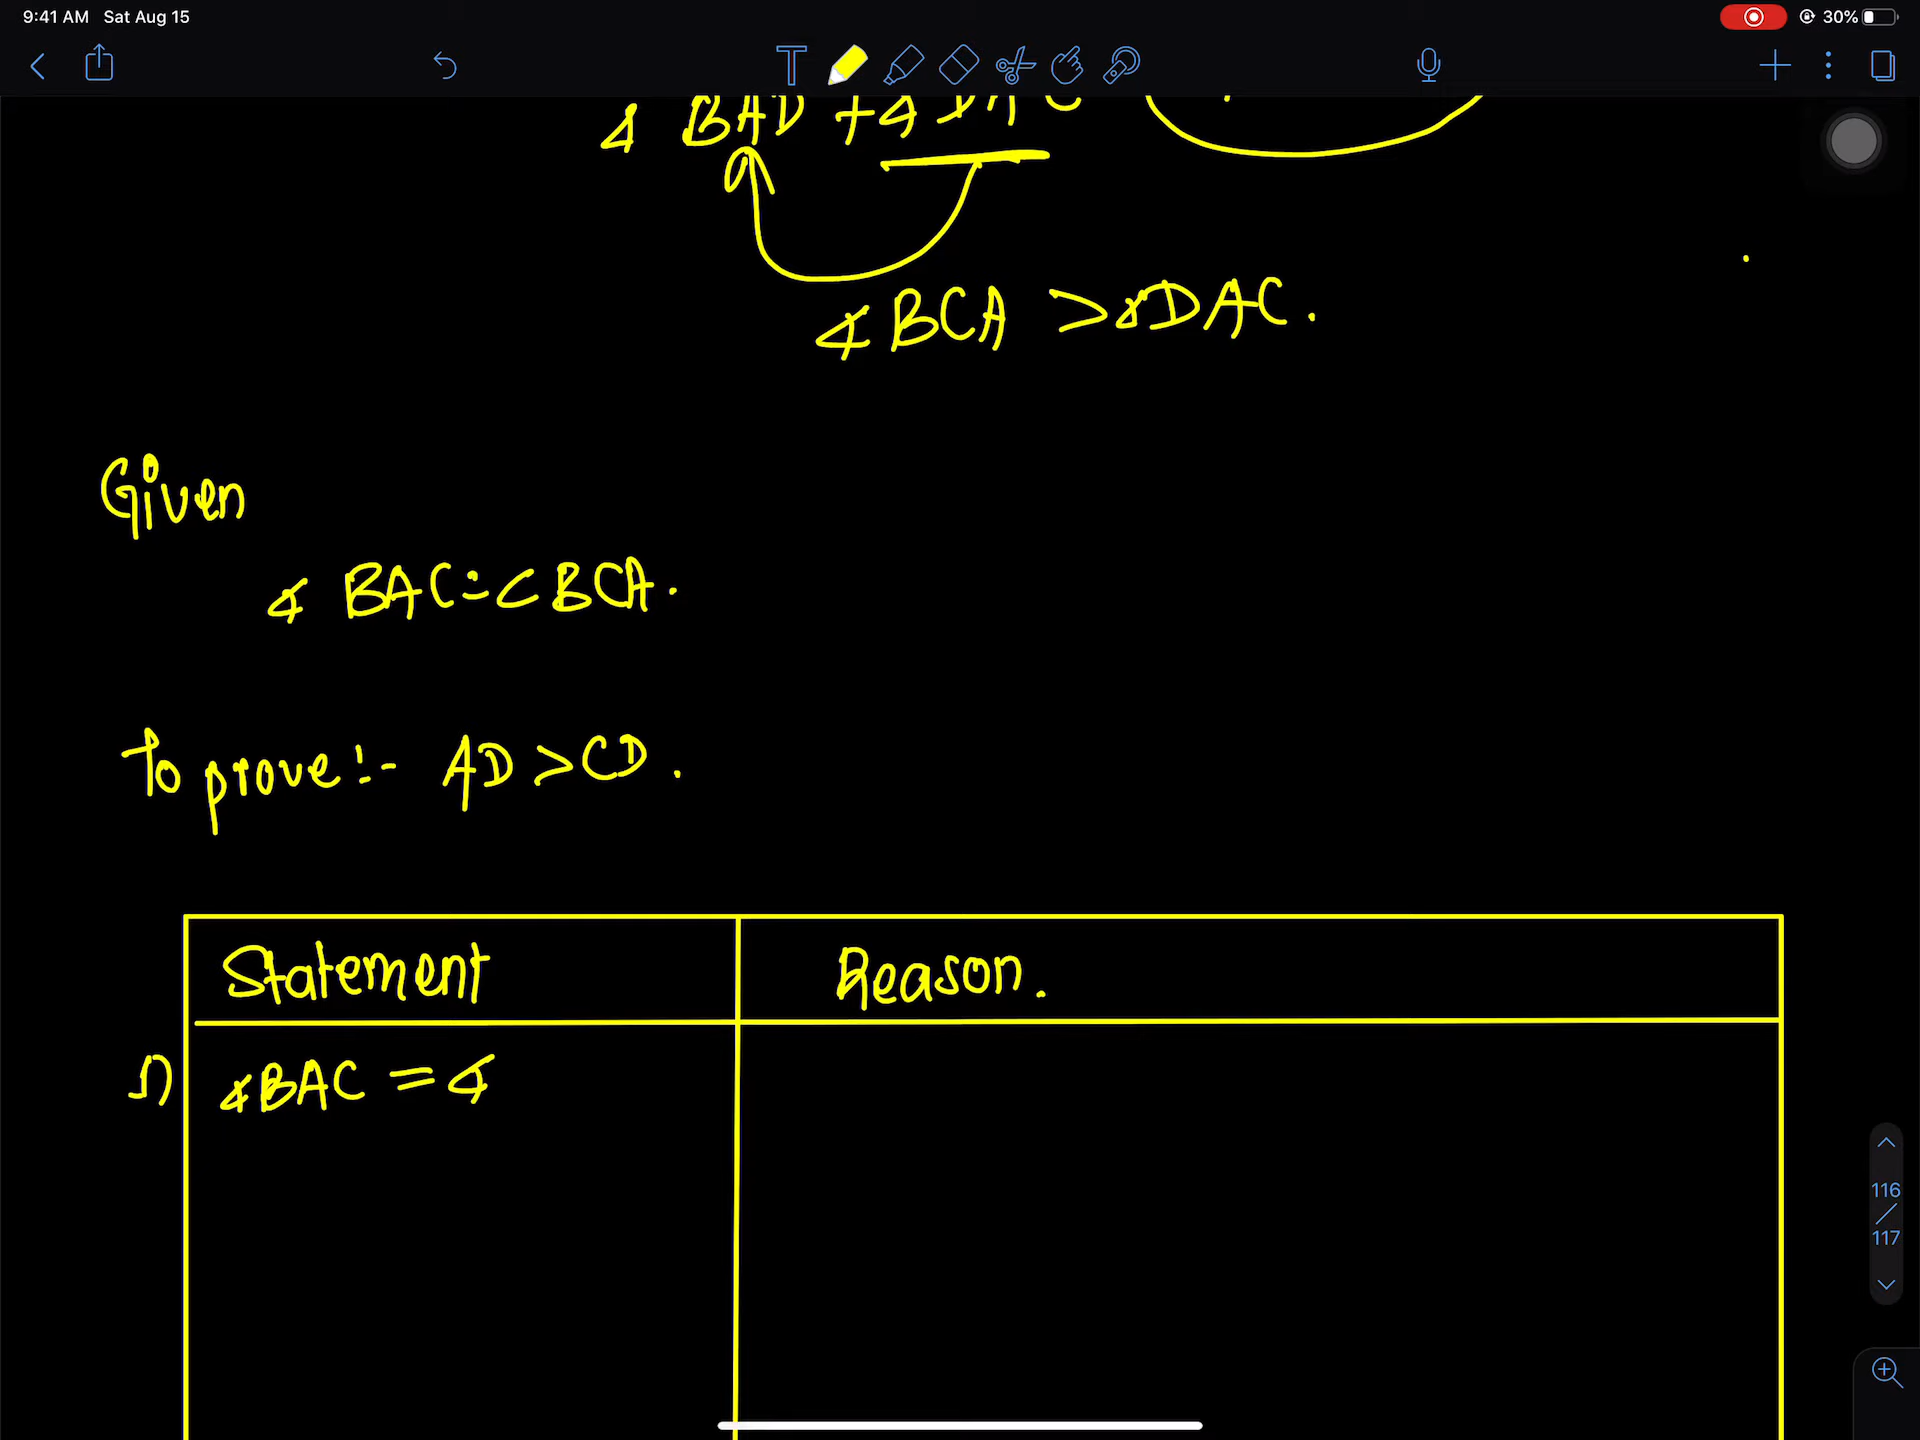 9:41 AM Sat Aug 15
30%
∡ BAD + ∡ DAC
∡ BCA > ∡DAC.
Given
∡ BAC = <BCA.
To prove :- AD > CD.
Statement Reason.
1) ∡BAC = ∡
116
/
117